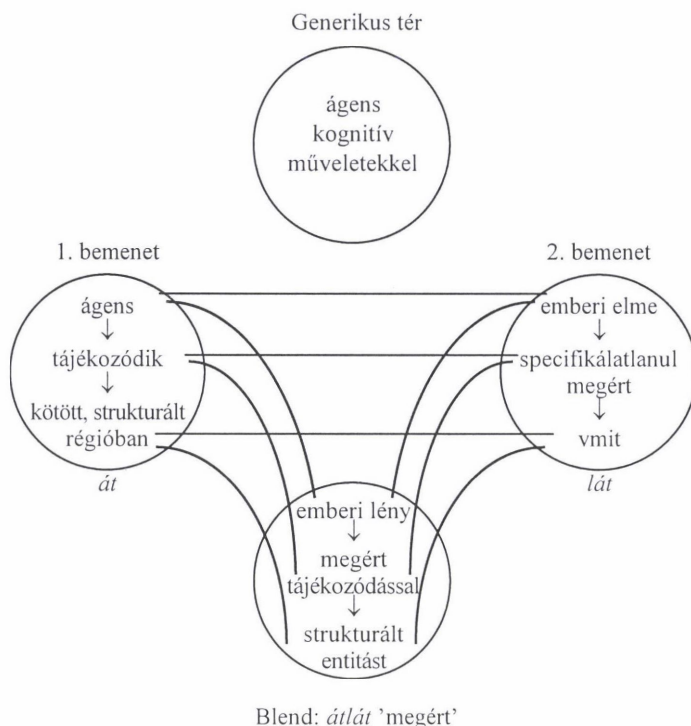 Generikus tér
ágens
kognitív
műveletekkel
1. bemenet
ágens
↓
tájékozódik
↓
kötött, strukturált
régióban
át
2. bemenet
emberi elme
↓
specifikálatlanul
megért
↓
vmit
lát
emberi lény
↓
megért
tájékozódással
↓
strukturált
entitást
Blend: átlát ’megért’